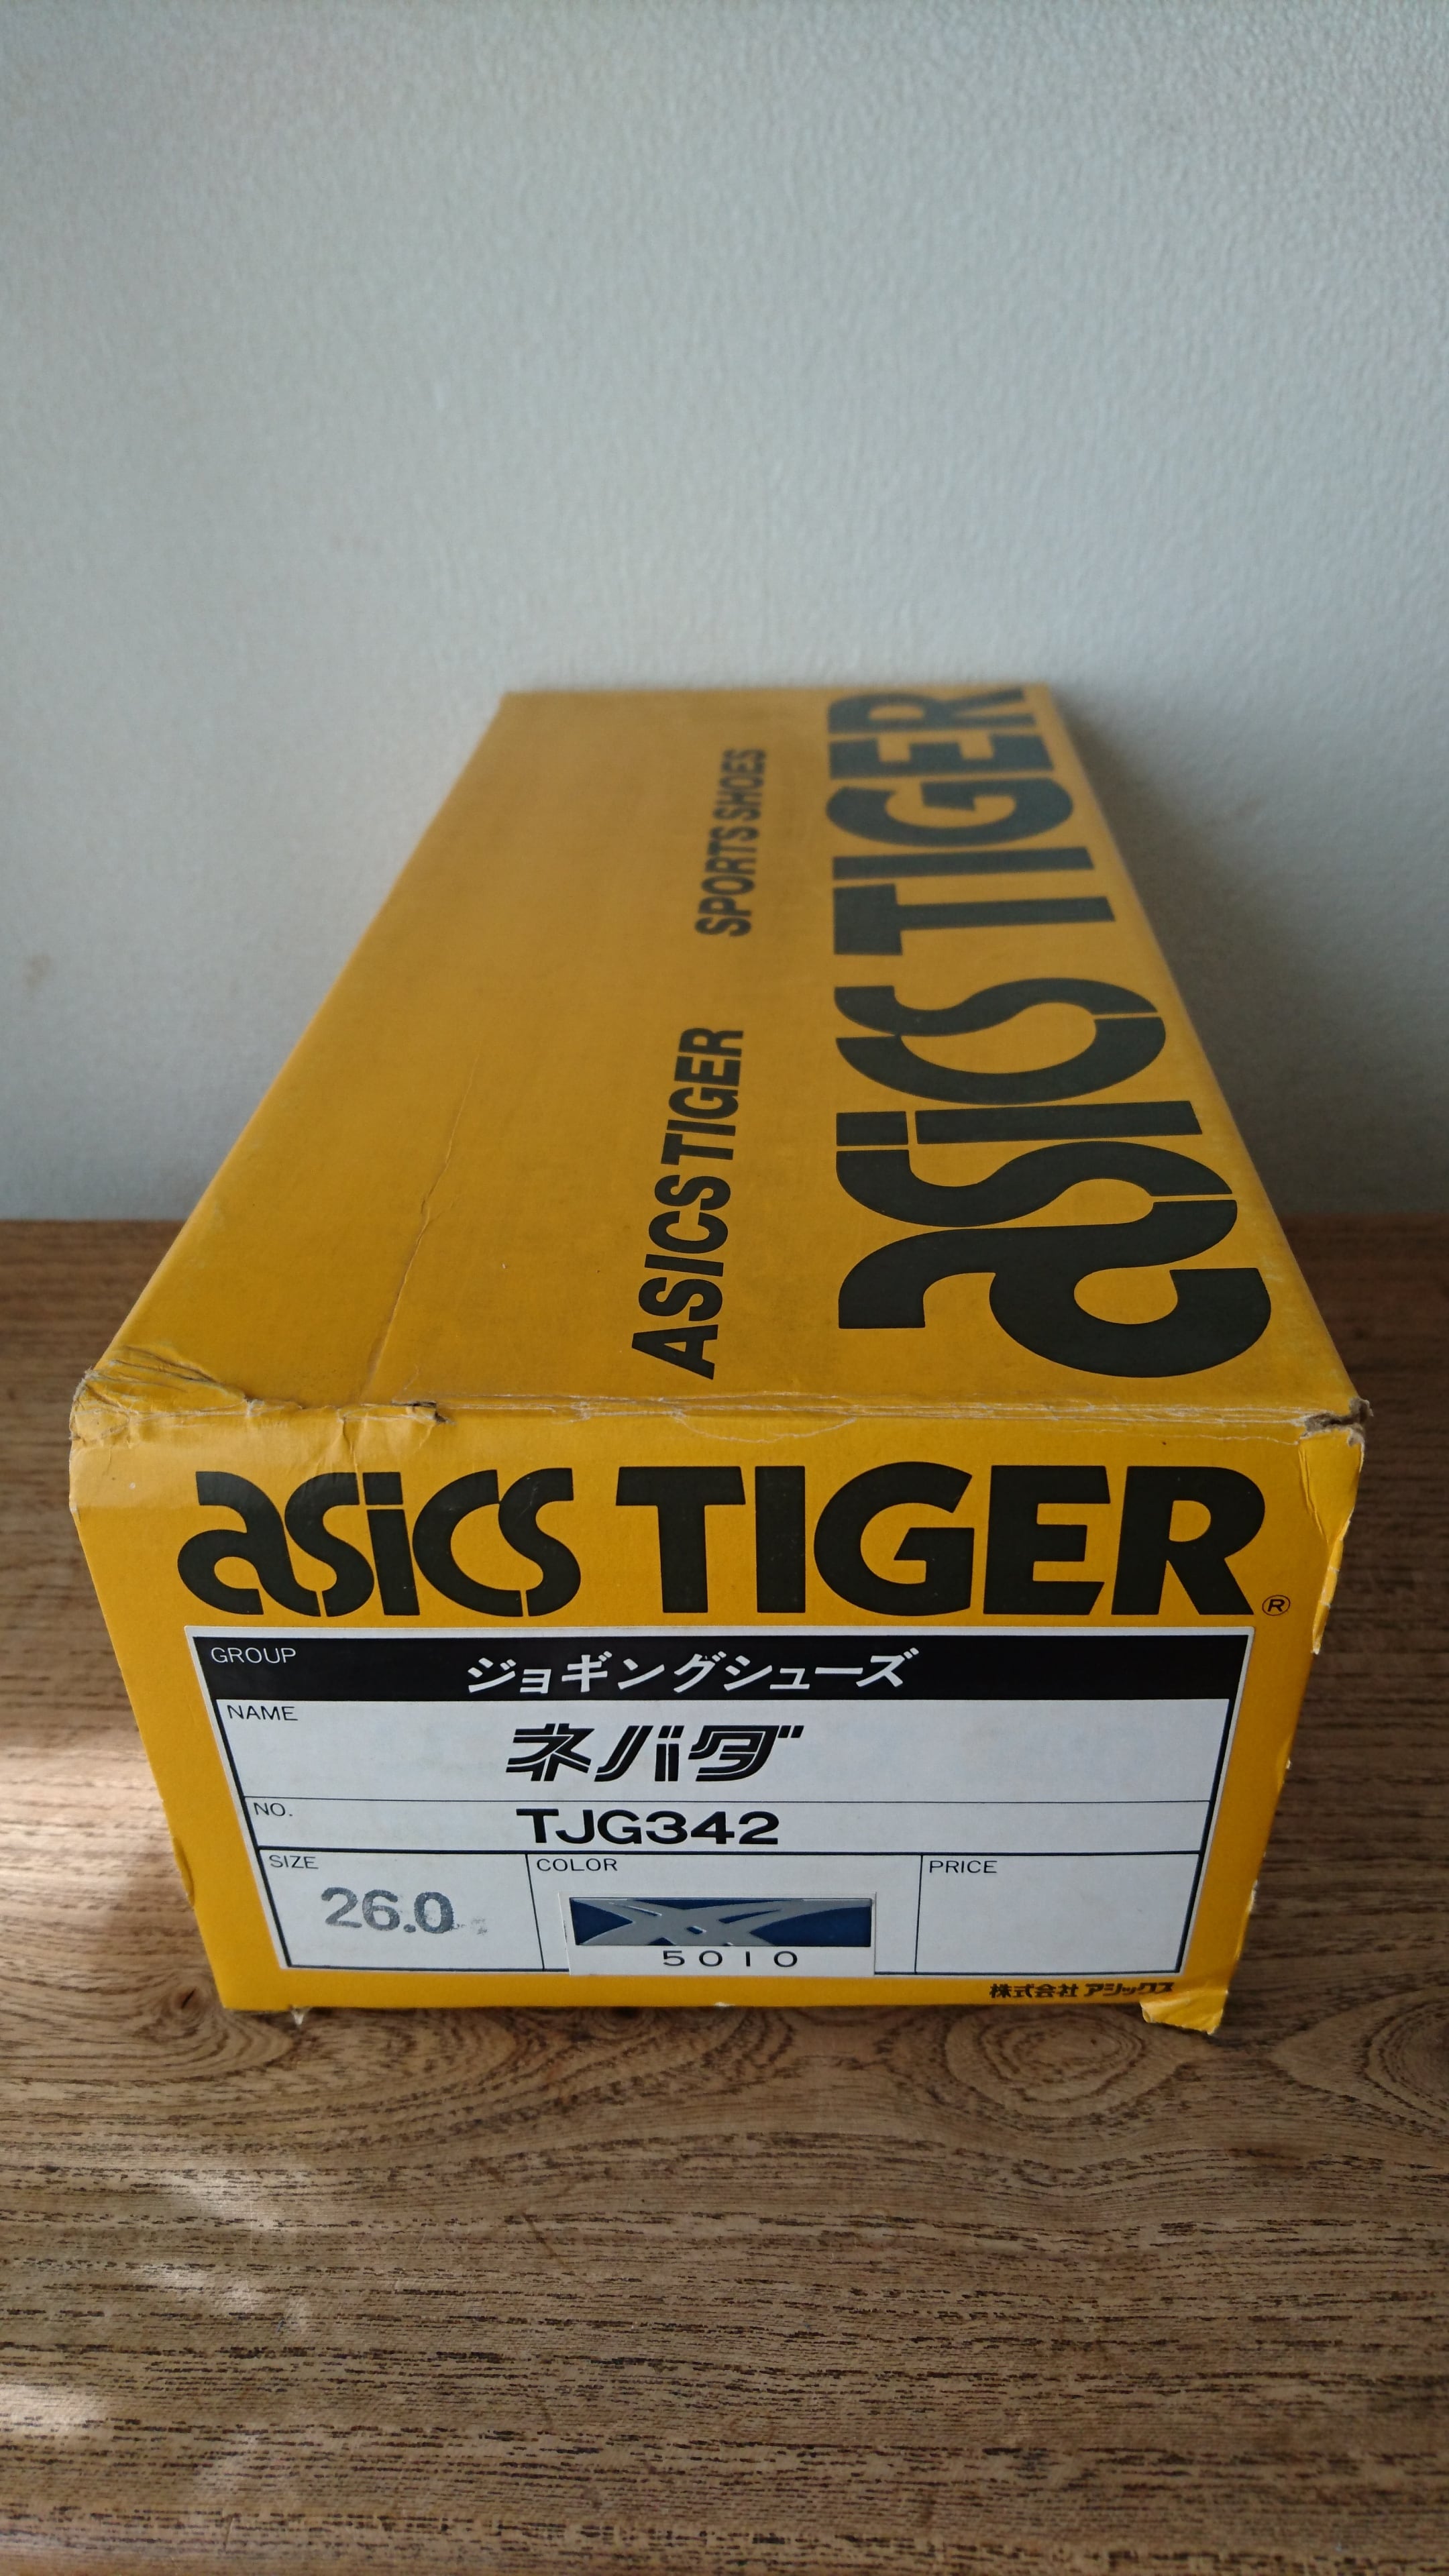 asics TIGER
ASICS TIGER SPORTS SHOES
asics TIGER®
GROUP ジョギングシューズ
NAME ネバダ
NO. TJG342
SIZE 26.0
COLOR 5010
PRICE
株式会社 アシックス